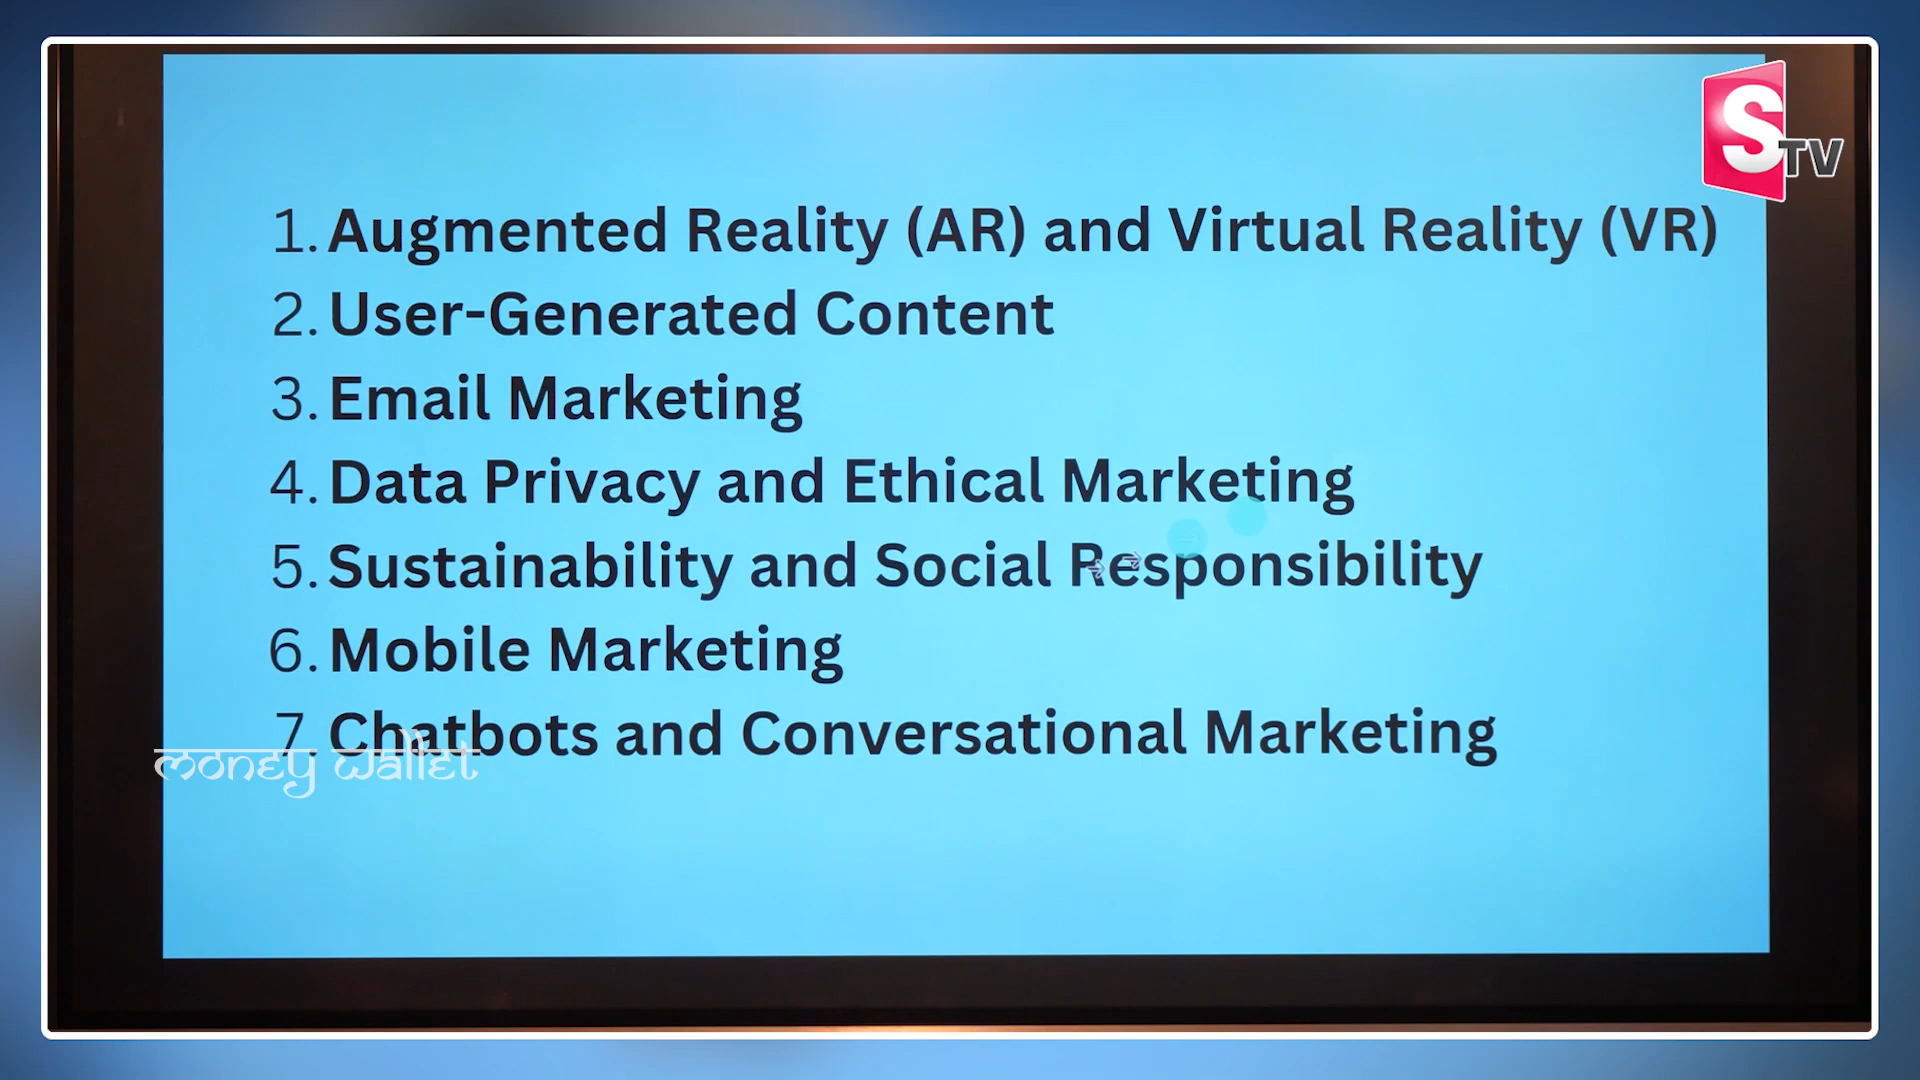 STV
1. Augmented Reality (AR) and Virtual Reality (VR)
2. User-Generated Content
3. Email Marketing
4. Data Privacy and Ethical Marketing
5. Sustainability and Social Responsibility
6. Mobile Marketing
7. Chatbots and Conversational Marketing
money wallet